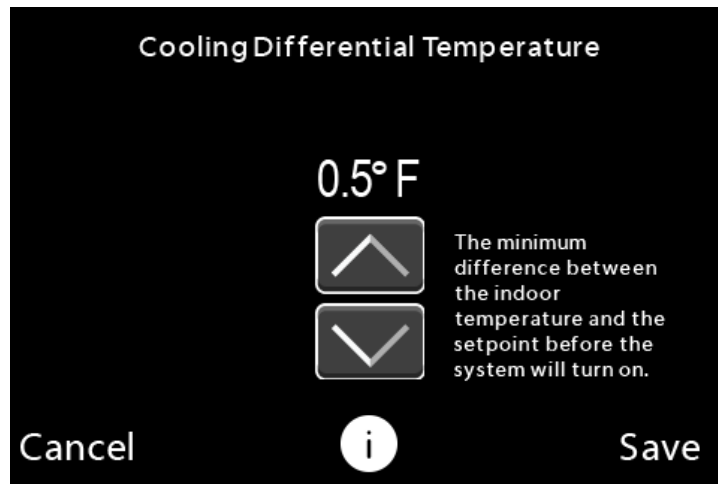 Cooling Differential Temperature
0.5° F
The minimum
difference between
the indoor
temperature and the
setpoint before the
system will turn on.
Cancel
i
Save